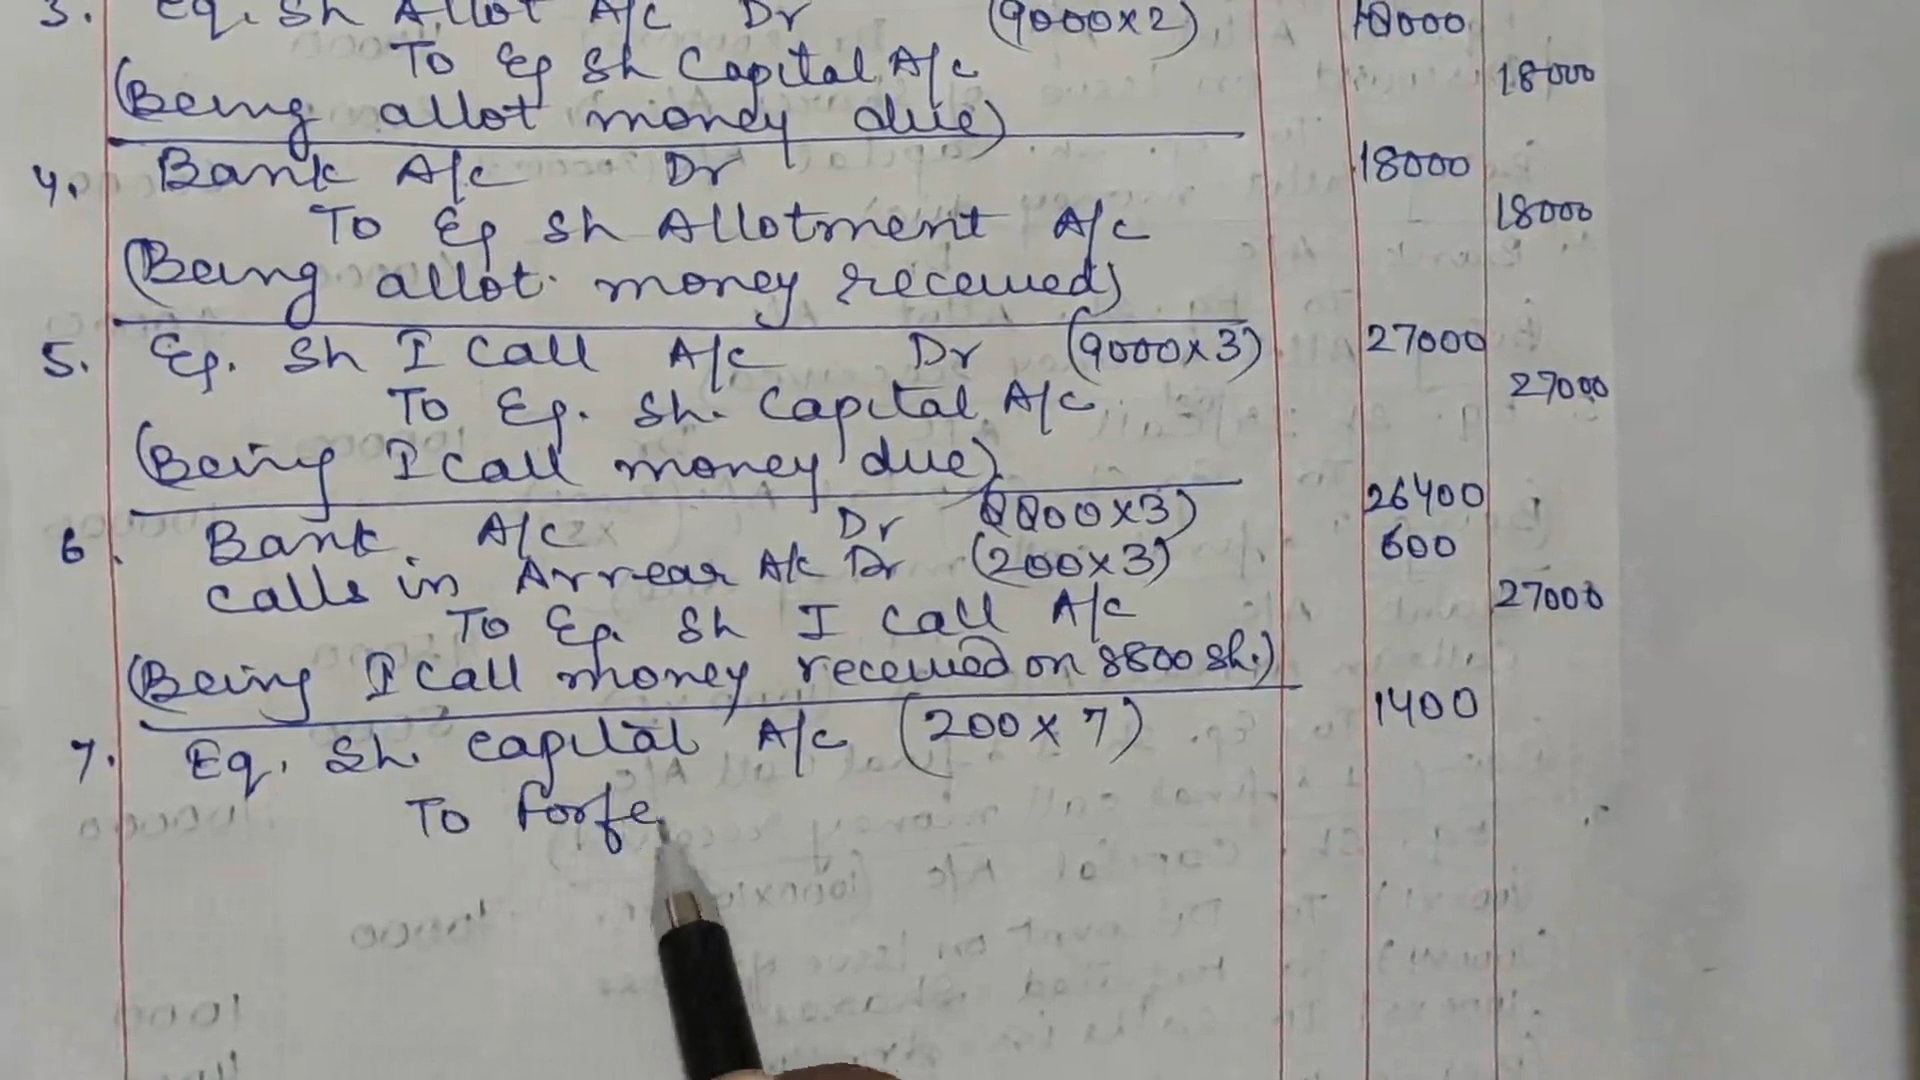 3. Eq. Sh Allot A/c Dr (9000x2) 18000
To Eq Sh Capital A/c 18000
(Being allot money due)
4. Bank A/c Dr 18000
To Eq Sh Allotment A/c 18000
(Being allot. money received)
5. Eq. Sh I Call A/c Dr (9000x3) 27000
To Eq. Sh. Capital A/c 27000
(Being I Call money due)
6. Bank A/c Dr (8800x3) 26400
Calls in Arrear A/c Dr (200x3) 600
To Eq. Sh I Call A/c 27000
(Being I Call money received on 8800 Sh.)
7. Eq. Sh. Capital A/c (200x7) 1400
To forfe